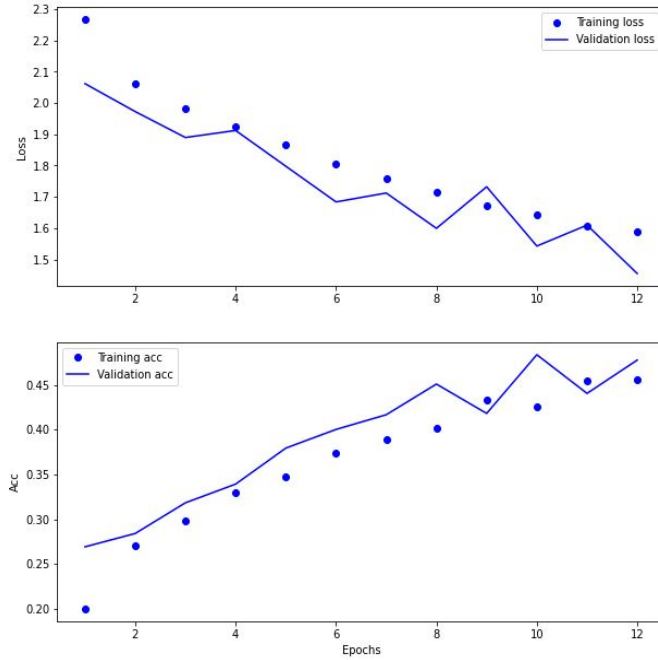 2.3
2.2
2.1
2.0
1.9
1.8
1.7
1.6
1.5
Loss
Training loss
Validation loss
2 4 6 8 10 12
Training acc
Validation acc
0.45
0.40
0.35
0.30
0.25
0.20
Acc
2 4 6 8 10 12
Epochs